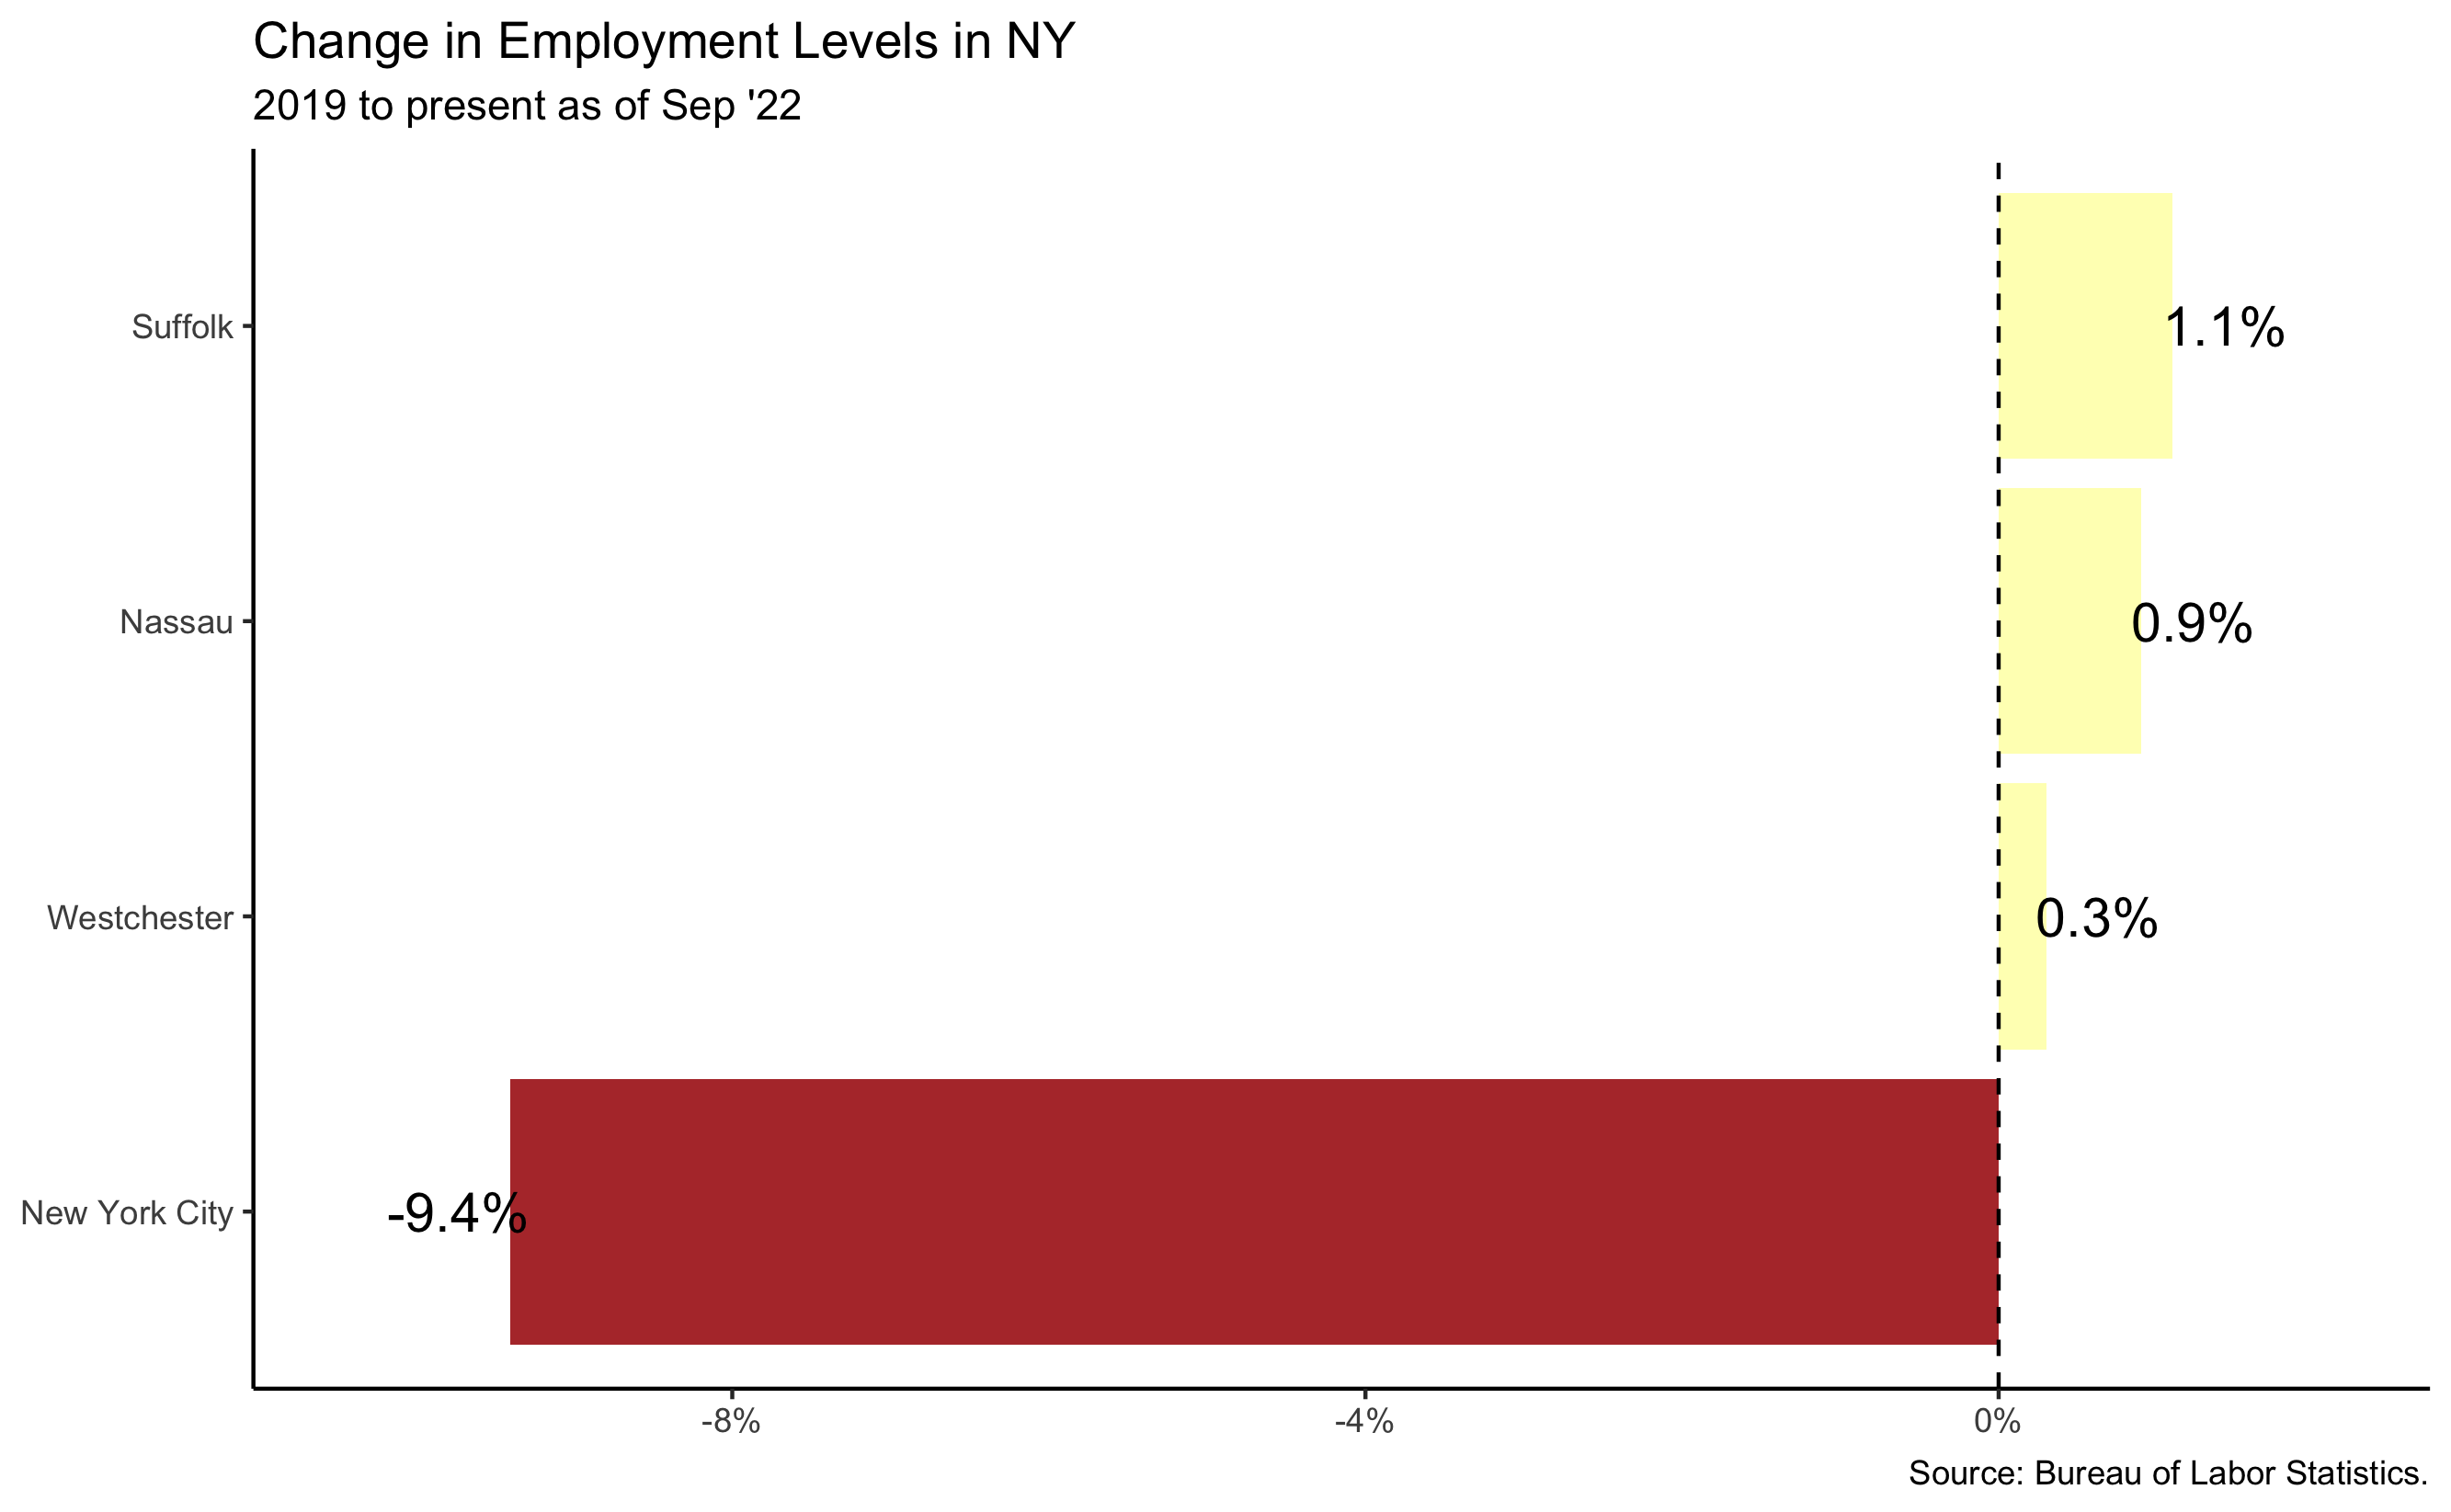 Change in Employment Levels in NY
2019 to present as of Sep '22
Suffolk
1.1%
Nassau
0.9%
Westchester
0.3%
New York City
-9.4%
-8%
-4%
0%
Source: Bureau of Labor Statistics.